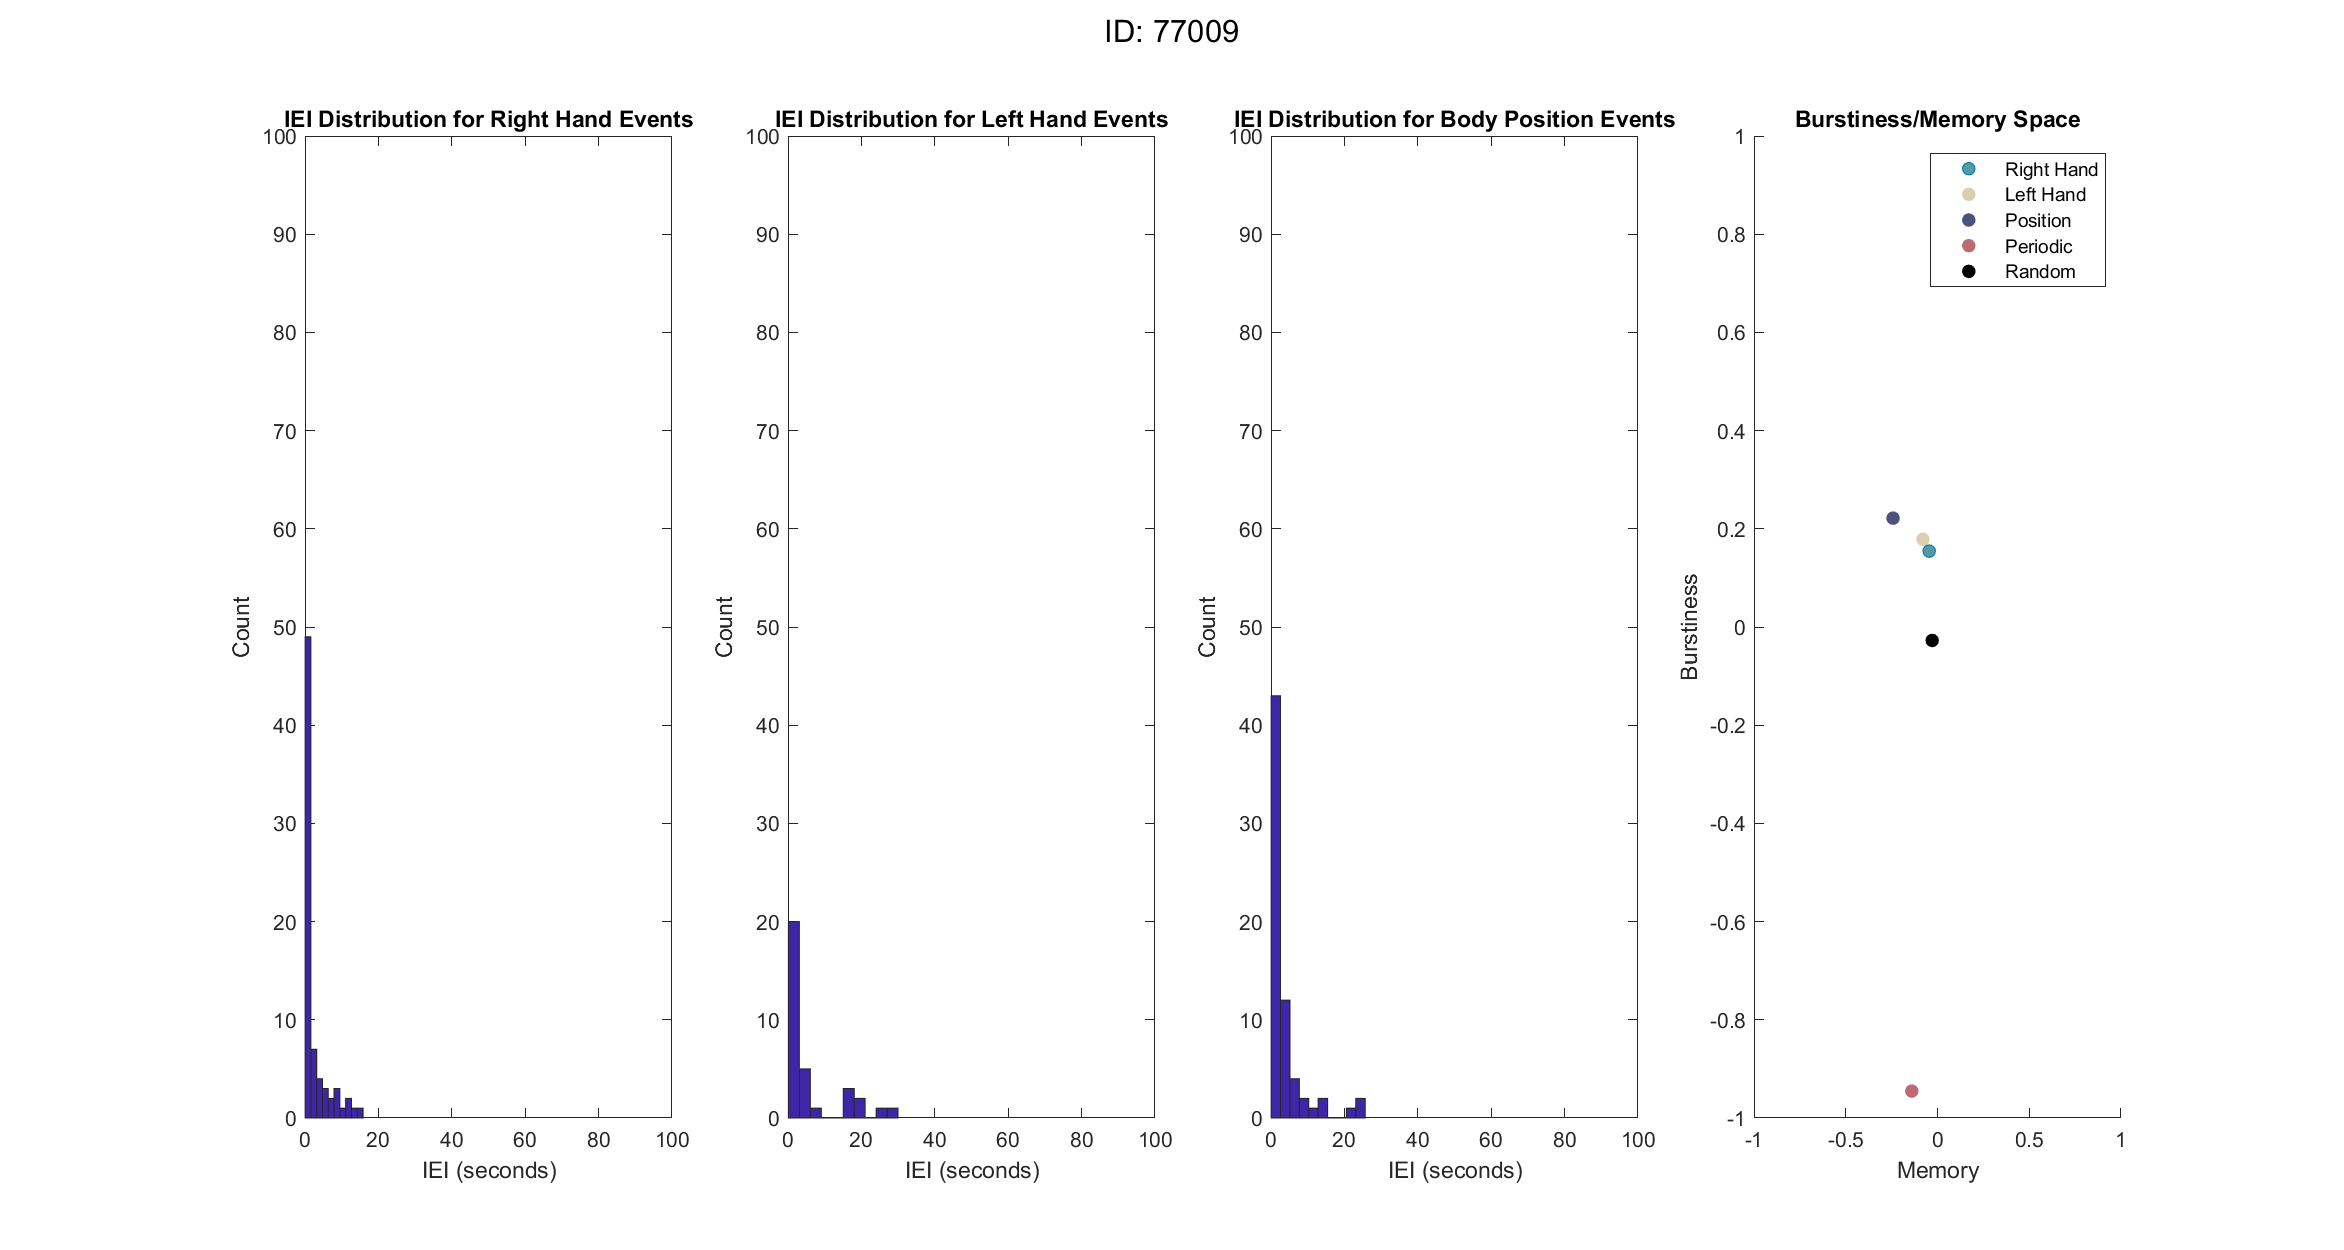 ID: 77009
IEI Distribution for Right Hand Events
100
90
80
70
60
50
40
30
20
10
0
Count
0 20 40 60 80 100
IEI (seconds)
IEI Distribution for Left Hand Events
100
90
80
70
60
50
40
30
20
10
0
Count
0 20 40 60 80 100
IEI (seconds)
IEI Distribution for Body Position Events
100
90
80
70
60
50
40
30
20
10
0
Count
0 20 40 60 80 100
IEI (seconds)
Burstiness/Memory Space
1
0.8
0.6
0.4
0.2
0
-0.2
-0.4
-0.6
-0.8
-1
Burstiness
-1 -0.5 0 0.5 1
Memory
Right Hand
Left Hand
Position
Periodic
Random